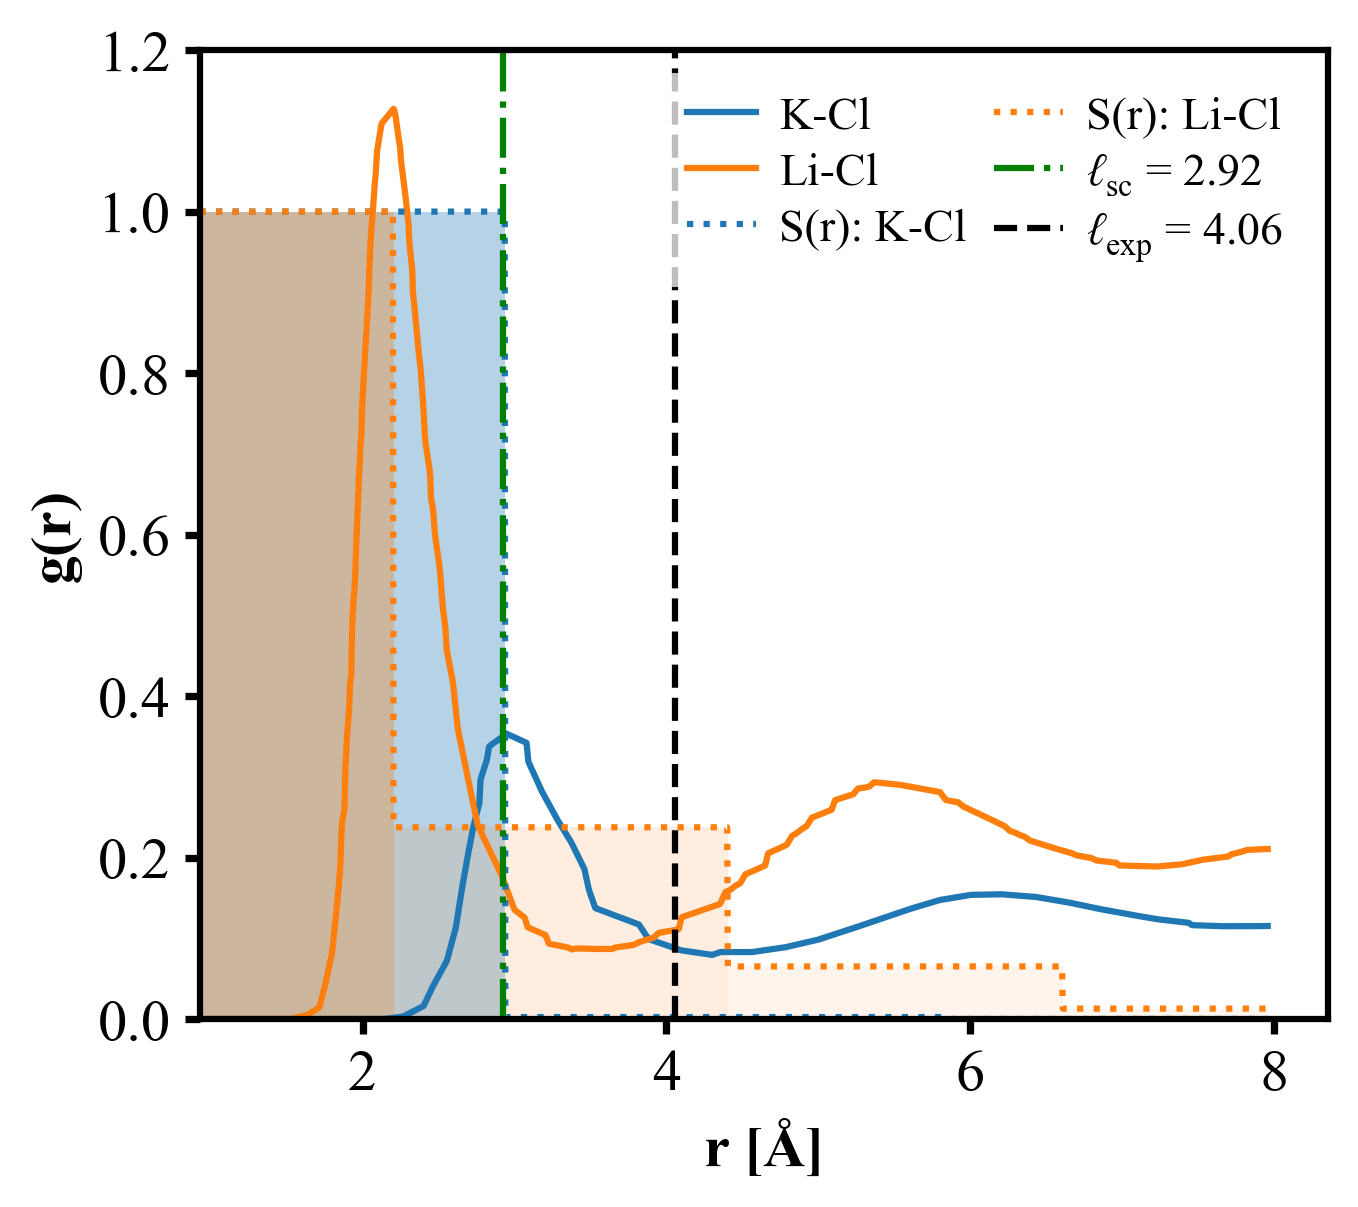 1.2
1.0
0.8
0.6
0.4
0.2
0.0
g(r)
K-Cl
Li-Cl
S(r): K-Cl
S(r): Li-Cl
ℓsc = 2.92
ℓexp = 4.06
2 4 6 8
r [Å]